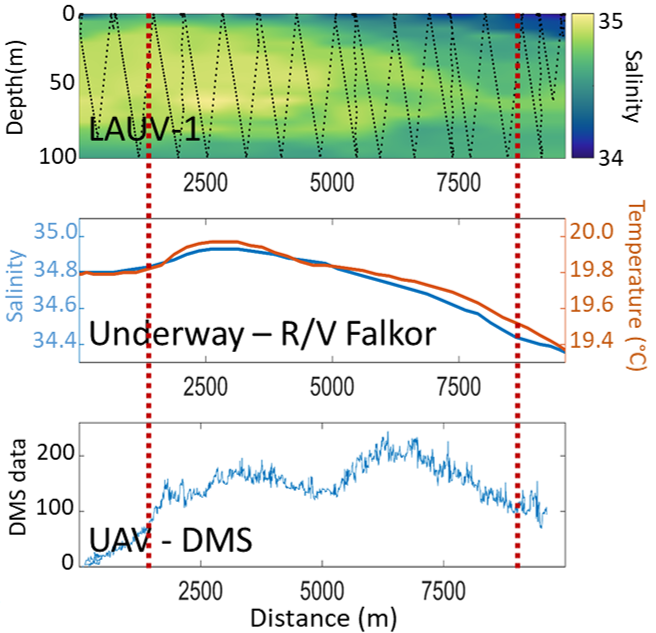 0
50
100
Depth(m)
LAUV-1
2500
5000
7500
35
34
Salinity
35.0
34.8
34.6
34.4
Salinity
Underway – R/V Falkor
20.0
19.8
19.6
19.4
Temperature (°C)
2500
5000
7500
200
100
0
DMS data
UAV - DMS
2500
5000
7500
Distance (m)